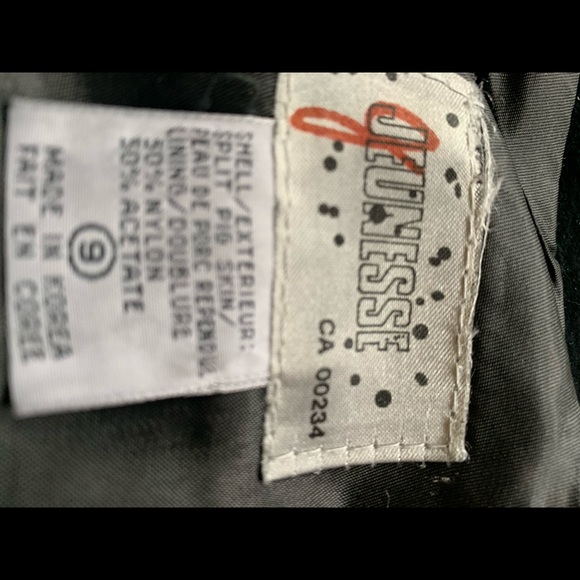 J
JEUNESSE
CA 00234
SHELL/EXTERIEUR:
SPLIT PIG SKIN/
PEAU DE PORC REFENDUE
LINING/DOUBLURE
50% NYLON
50% ACETATE
9
MADE IN KOREA
FAIT EN COREE